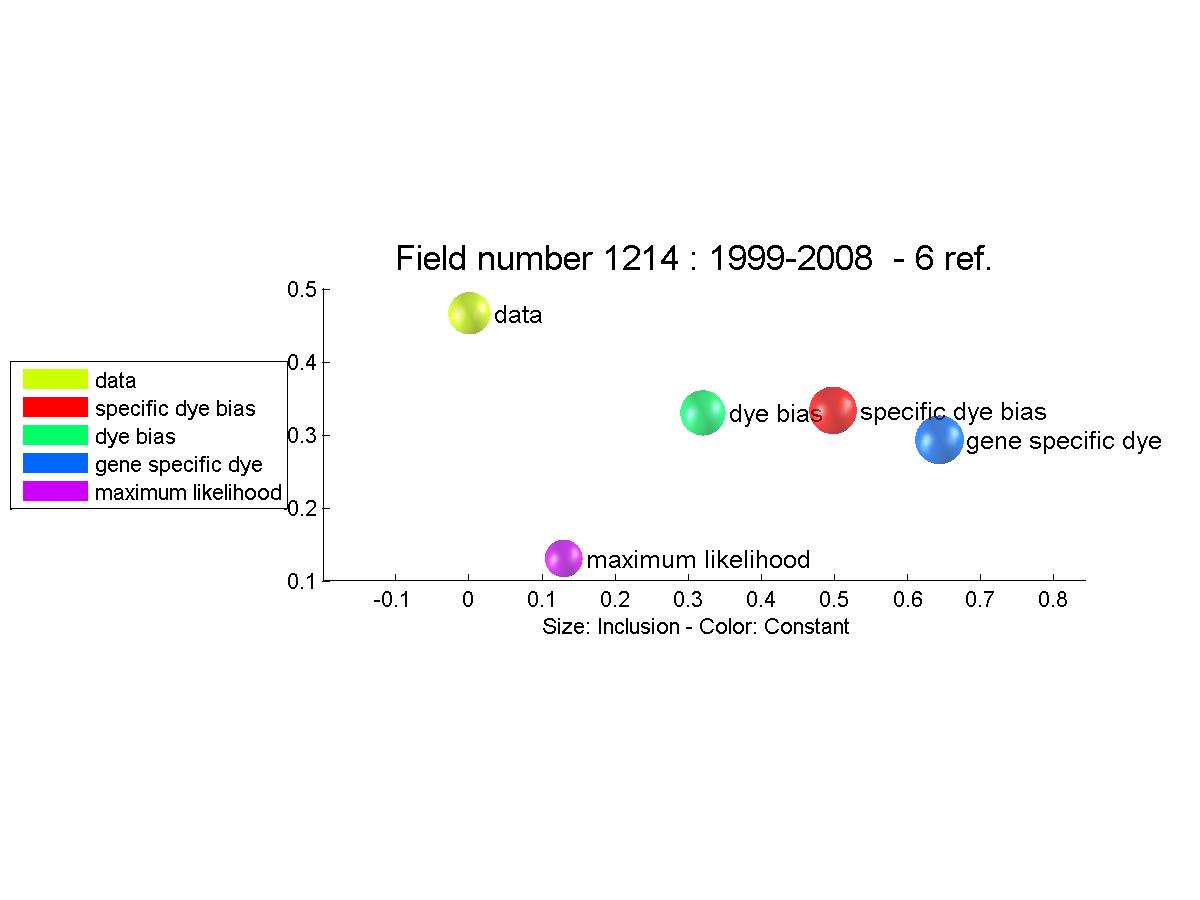 Field number 1214 : 1999-2008  - 6 ref.
0.5
0.4
0.3
0.2
0.1
data
specific dye bias
dye bias
gene specific dye
maximum likelihood
data
dye bias
specific dye bias
gene specific dye
maximum likelihood
-0.1 0 0.1 0.2 0.3 0.4 0.5 0.6 0.7 0.8
Size: Inclusion - Color: Constant